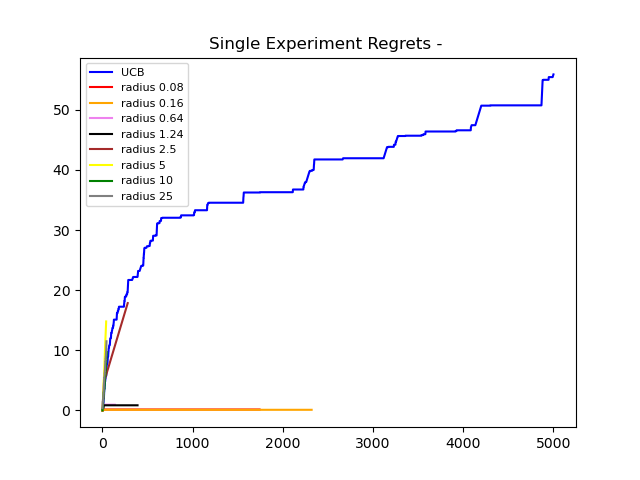 Single Experiment Regrets -
UCB
radius 0.08
radius 0.16
radius 0.64
radius 1.24
radius 2.5
radius 5
radius 10
radius 25
50
40
30
20
10
0
0 1000 2000 3000 4000 5000